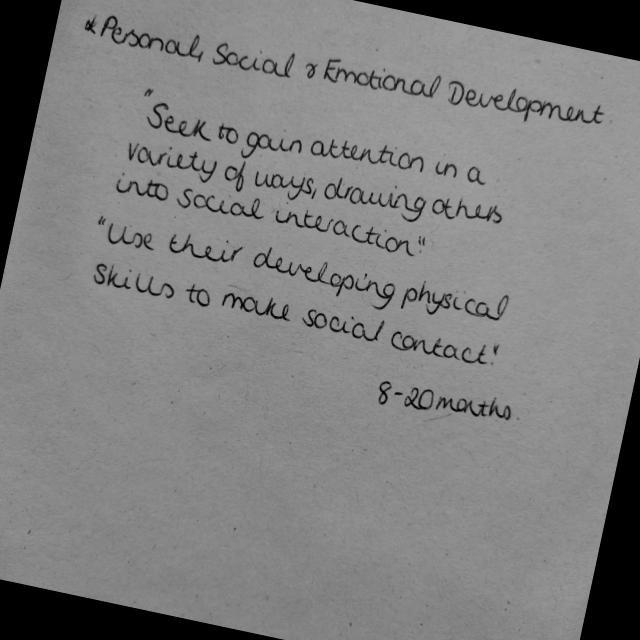 * Personal, Social & Emotional Development
"Seek to gain attention in a
variety of ways, drawing others
into social interaction"
"Use their developing physical
skills to make social contact"
8-20 months.